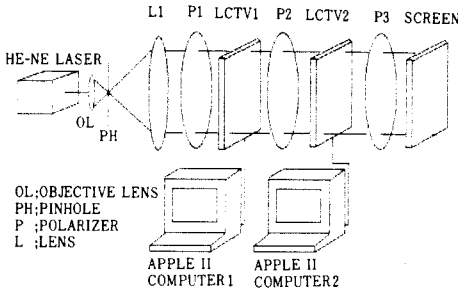 L1 P1 LCTV1 P2 LCTV2 P3 SCREEN
HE-NE LASER
OL
PH
OL;OBJECTIVE LENS
PH;PINHOLE
P ;POLARIZER
L ;LENS
APPLE II
COMPUTER1
APPLE II
COMPUTER2